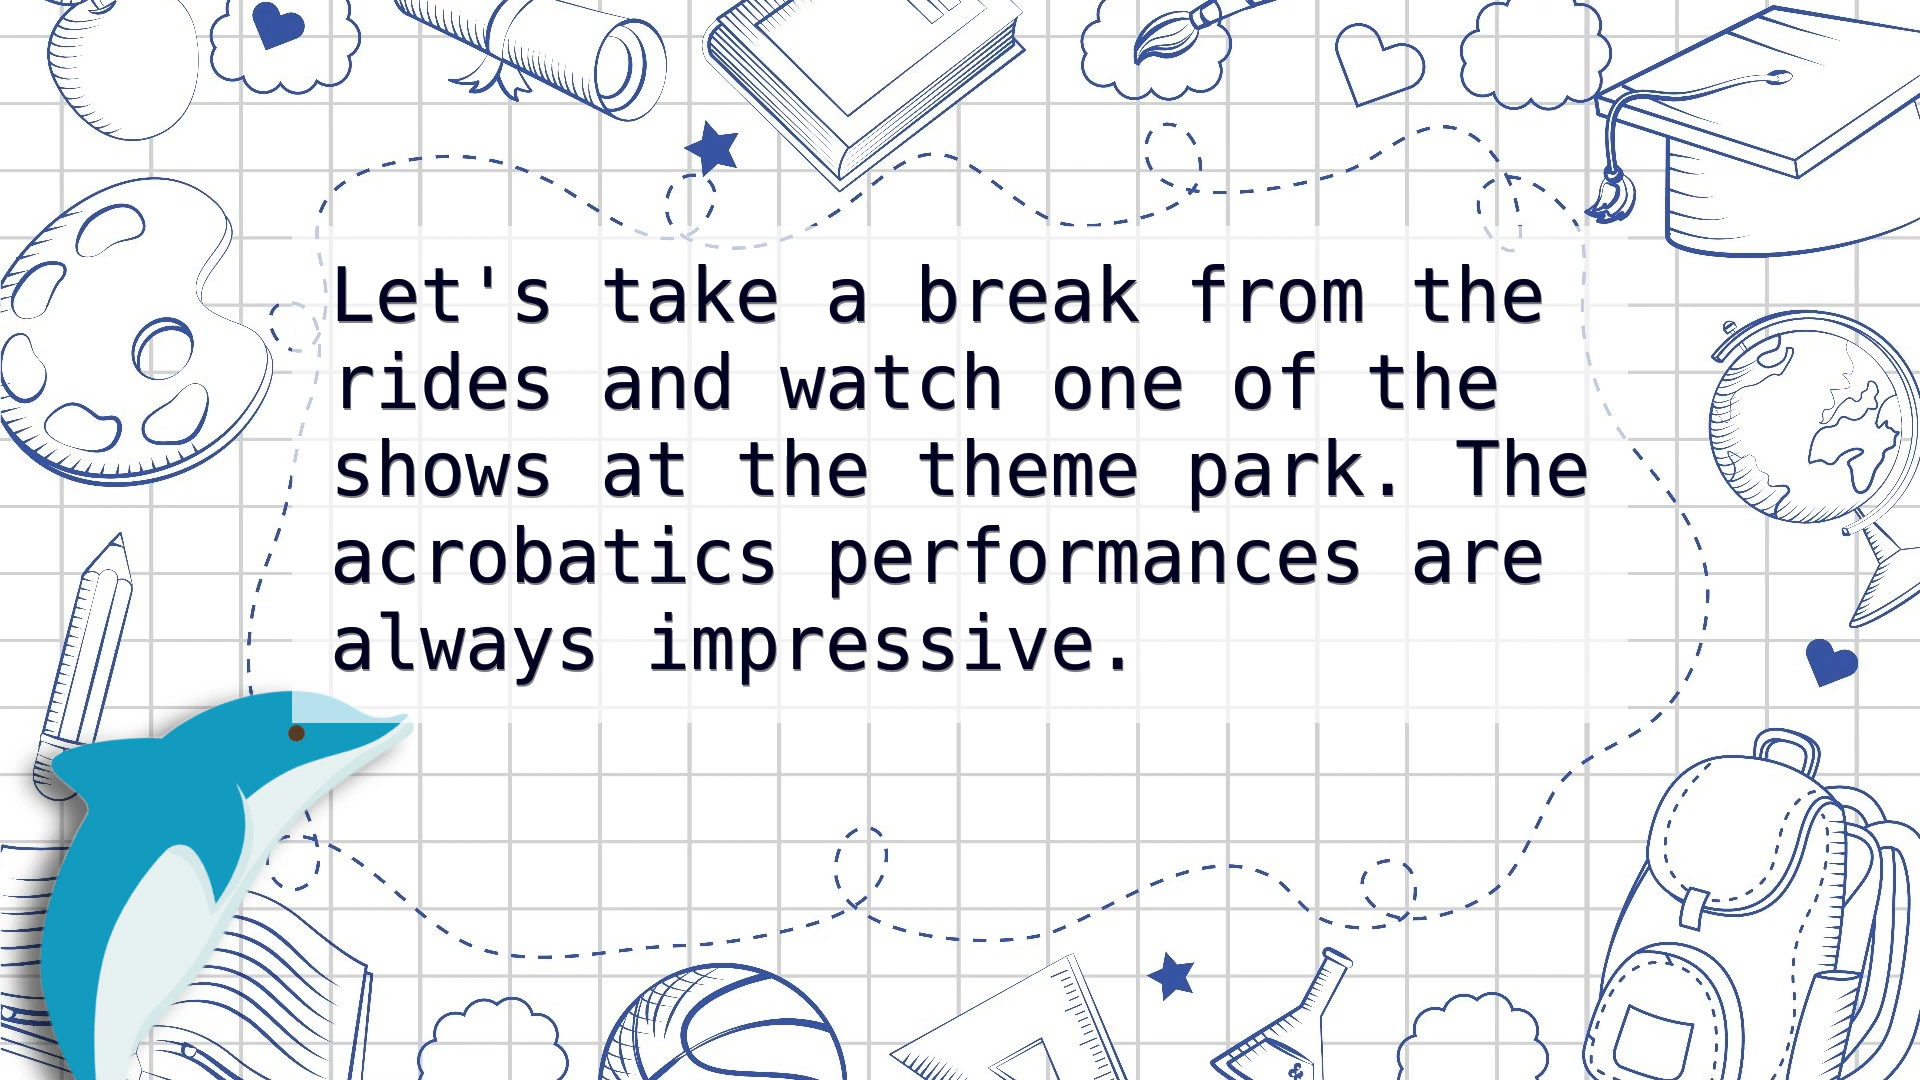 Let's take a break from the
rides and watch one of the
shows at the theme park. The
acrobatics performances are
always impressive.